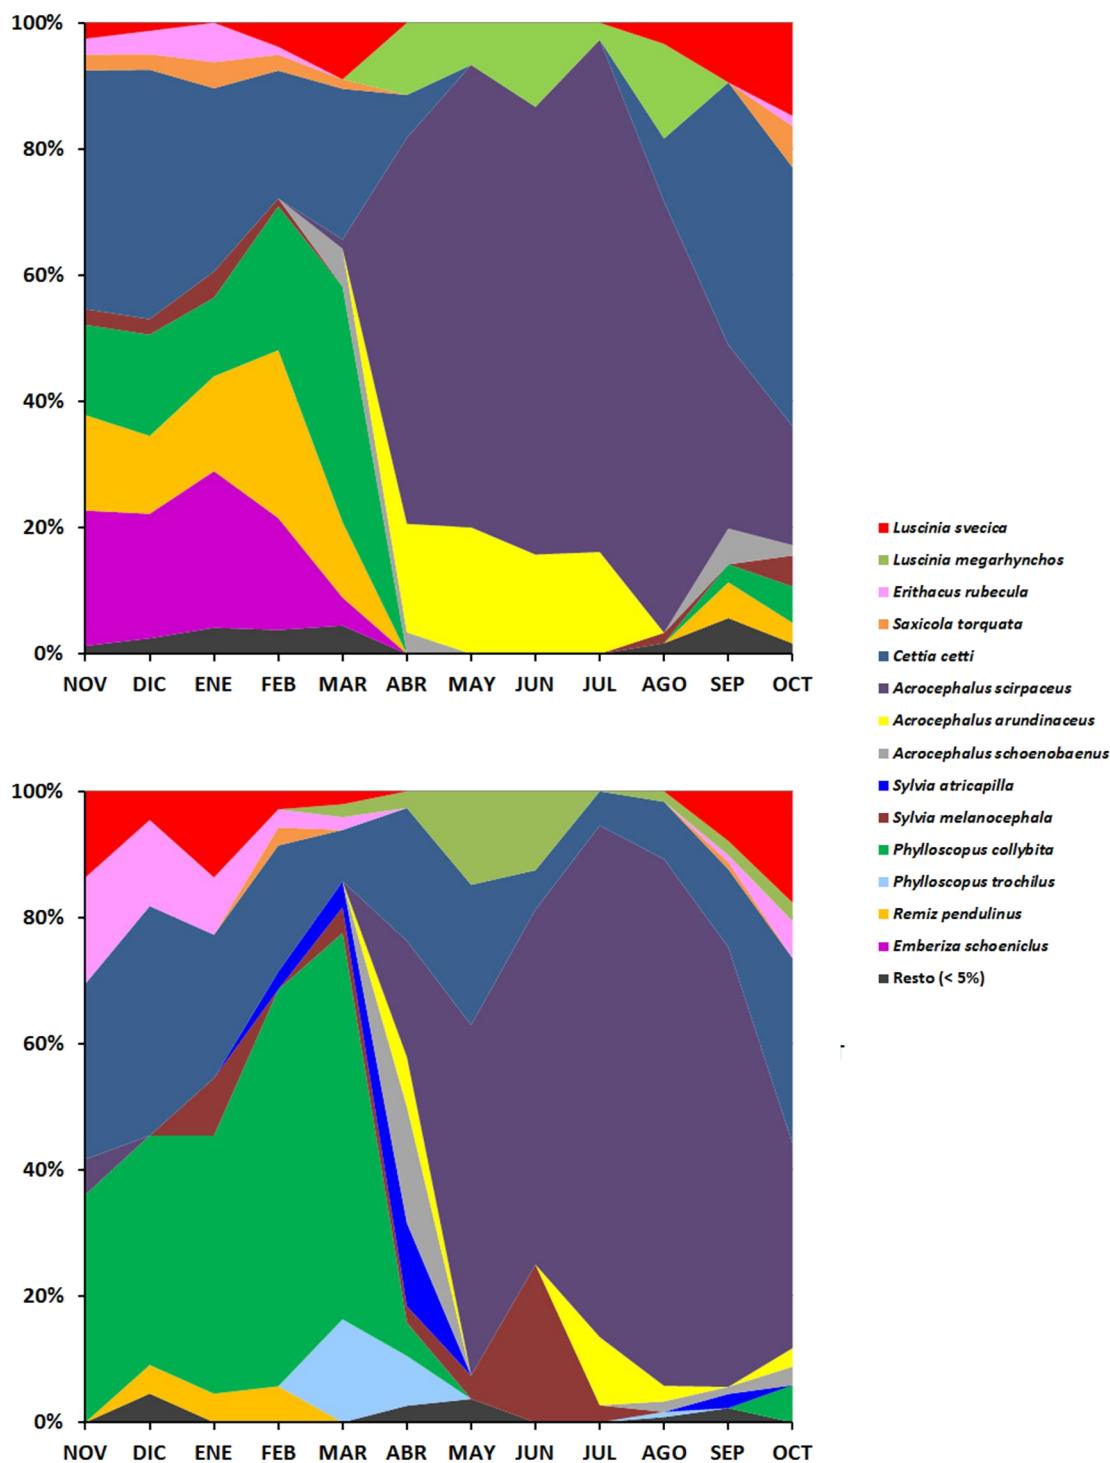 100%
80%
60%
40%
20%
0%
NOV DIC ENE FEB MAR ABR MAY JUN JUL AGO SEP OCT
Luscinia svecica
Luscinia megarhynchos
Erithacus rubecula
Saxicola torquata
Cettia cetti
Acrocephalus scirpaceus
Acrocephalus arundinaceus
Acrocephalus schoenobaenus
Sylvia atricapilla
Sylvia melanocephala
Phylloscopus collybita
Phylloscopus trochilus
Remiz pendulinus
Emberiza schoeniclus
Resto (< 5%)
100%
80%
60%
40%
20%
0%
NOV DIC ENE FEB MAR ABR MAY JUN JUL AGO SEP OCT